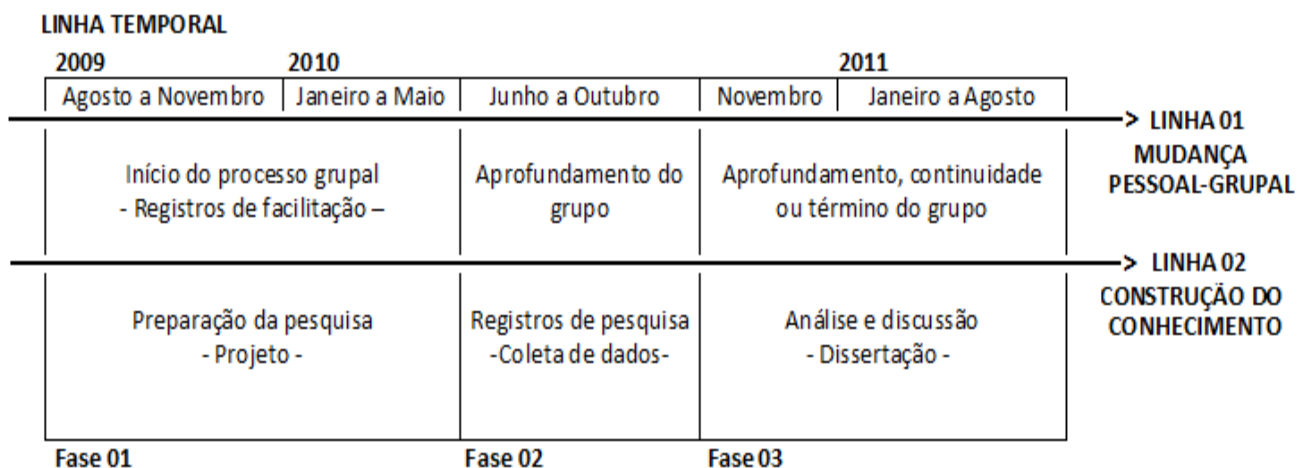 LINHA TEMPORAL
2009 2010 2011
Agosto a Novembro Janeiro a Maio Junho a Outubro Novembro Janeiro a Agosto
LINHA 01
MUDANÇA
PESSOAL-GRUPAL
Início do processo grupal
- Registros de facilitação –
Aprofundamento do
grupo
Aprofundamento, continuidade
ou término do grupo
LINHA 02
CONSTRUÇÃO DO
CONHECIMENTO
Preparação da pesquisa
- Projeto -
Registros de pesquisa
-Coleta de dados-
Análise e discussão
- Dissertação -
Fase 01 Fase 02 Fase 03